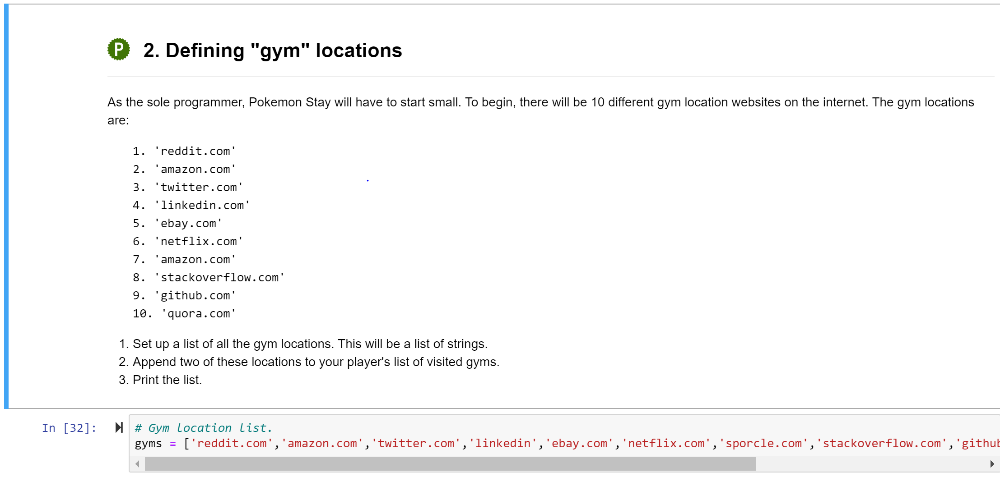 P 2. Defining "gym" locations
As the sole programmer, Pokemon Stay will have to start small. To begin, there will be 10 different gym location websites on the internet. The gym locations
are:
1. 'reddit.com'
2. 'amazon.com'
3. 'twitter.com'
4. 'linkedin.com'
5. 'ebay.com'
6. 'netflix.com'
7. 'amazon.com'
8. 'stackoverflow.com'
9. 'github.com'
10. 'quora.com'
1. Set up a list of all the gym locations. This will be a list of strings.
2. Append two of these locations to your player's list of visited gyms.
3. Print the list.
In [32]: # Gym location list.
gyms = ['reddit.com','amazon.com','twitter.com','linkedin','ebay.com','netflix.com','sporcle.com','stackoverflow.com','github